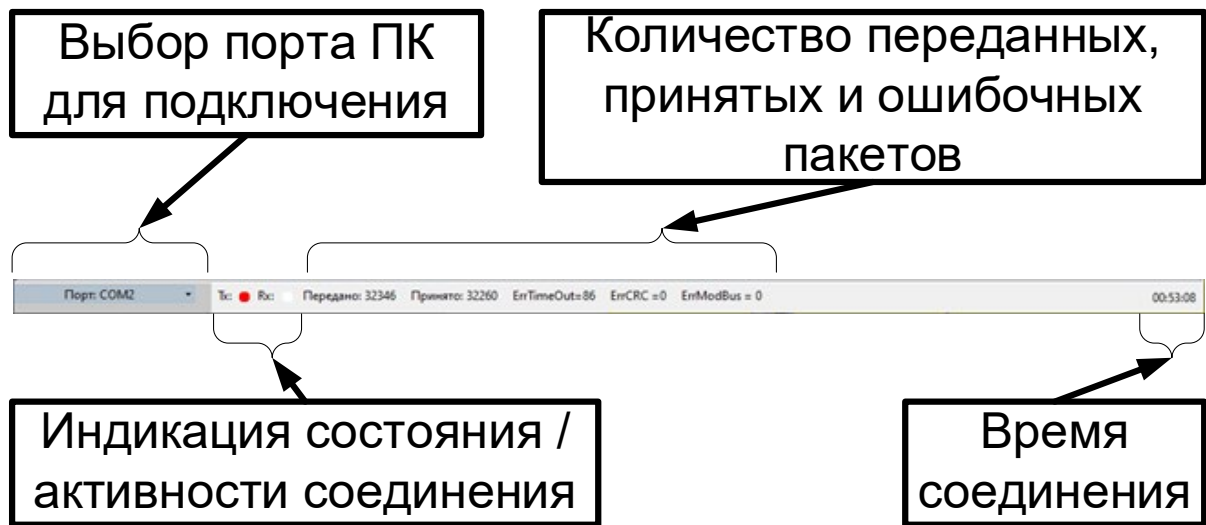 Выбор порта ПК
для подключения
Количество переданных,
принятых и ошибочных
пакетов
Порт: COM2 Tx: Rx: Передано: 32346 Принято: 32260 ErrTimeOut=86 ErrCRC =0 ErrModBus = 0 00:53:08
Индикация состояния /
активности соединения
Время
соединения